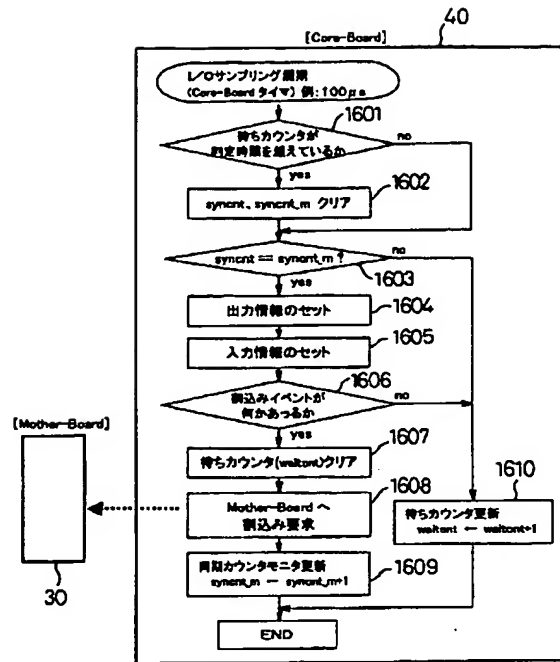 [Core-Board]
40
I/Oサンプリング周期
(Core-Board タイマ) 例:100μs
1601
待ちカウンタが
判定時間を超えているか
no
yes
1602
syncnt、syncnt_m クリア
syncnt == syncnt_m ?
no
1603
yes
1604
出力情報のセット
1605
入力情報のセット
1606
割込みイベントが
何かあるか
no
yes
1607
待ちカウンタ(waitcnt)クリア
[Mother-Board]
1608
Mother-Board へ
割込み要求
1610
待ちカウンタ更新
waitcnt ← waitcnt+1
同期カウンタモニタ更新
syncnt_m ← syncnt_m+1
1609
30
END